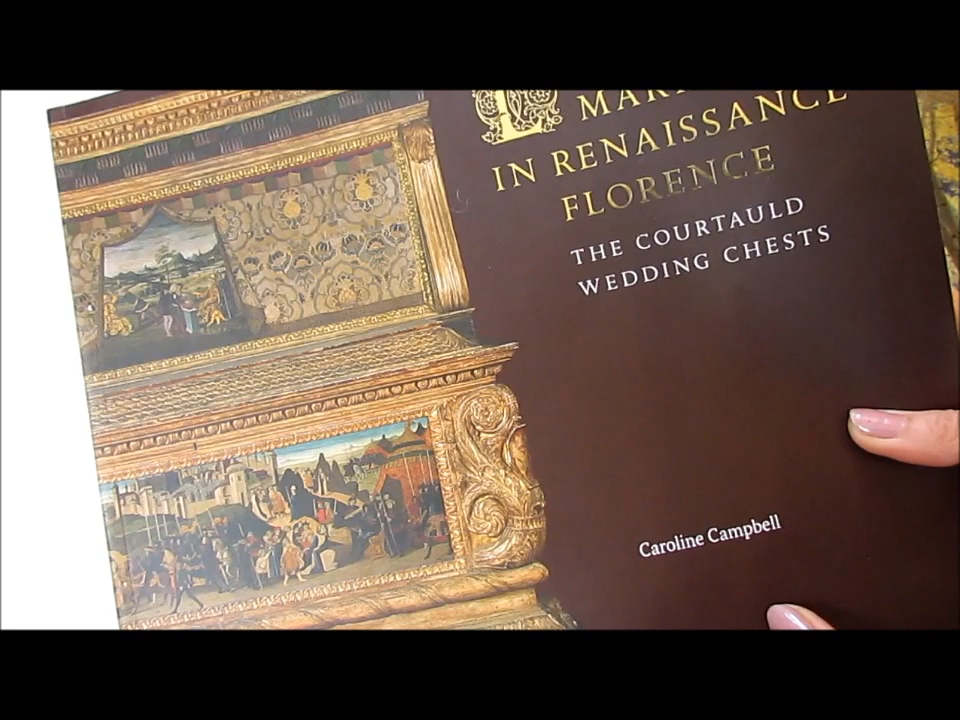 IN RENAISSANCE
FLORENCE
THE COURTAULD
WEDDING CHESTS
Caroline Campbell